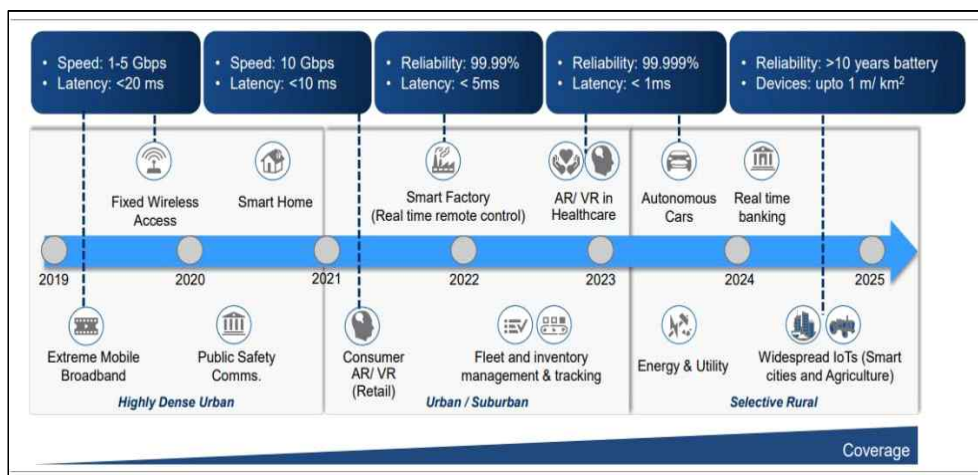 • Speed: 1-5 Gbps
• Latency: <20 ms
• Speed: 10 Gbps
• Latency: <10 ms
• Reliability: 99.99%
• Latency: < 5ms
• Reliability: 99.999%
• Latency: < 1ms
• Reliability: >10 years battery
• Devices: upto 1 m/ km²
Fixed Wireless
Access
Smart Home
Smart Factory
(Real time remote control)
AR/ VR in
Healthcare
Autonomous
Cars
Real time
banking
2019
2020
2021
2022
2023
2024
2025
Extreme Mobile
Broadband
Public Safety
Comms.
Consumer
AR/ VR
(Retail)
Fleet and inventory
management & tracking
Energy & Utility
Widespread IoTs (Smart
cities and Agriculture)
Highly Dense Urban
Urban / Suburban
Selective Rural
Coverage